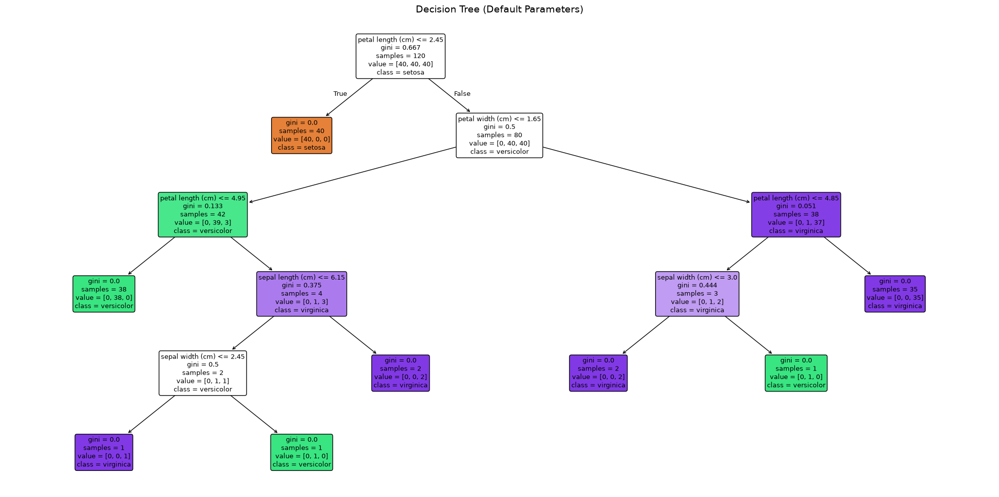 Decision Tree (Default Parameters)
petal length (cm) <= 2.45
gini = 0.667
samples = 120
value = [40, 40, 40]
class = setosa
True
False
gini = 0.0
samples = 40
value = [40, 0, 0]
class = setosa
petal width (cm) <= 1.65
gini = 0.5
samples = 80
value = [0, 40, 40]
class = versicolor
petal length (cm) <= 4.95
gini = 0.133
samples = 42
value = [0, 39, 3]
class = versicolor
petal length (cm) <= 4.85
gini = 0.051
samples = 38
value = [0, 1, 37]
class = virginica
gini = 0.0
samples = 38
value = [0, 38, 0]
class = versicolor
sepal length (cm) <= 6.15
gini = 0.375
samples = 4
value = [0, 1, 3]
class = virginica
sepal width (cm) <= 3.0
gini = 0.444
samples = 3
value = [0, 1, 2]
class = virginica
gini = 0.0
samples = 35
value = [0, 0, 35]
class = virginica
sepal width (cm) <= 2.45
gini = 0.5
samples = 2
value = [0, 1, 1]
class = versicolor
gini = 0.0
samples = 2
value = [0, 0, 2]
class = virginica
gini = 0.0
samples = 2
value = [0, 0, 2]
class = virginica
gini = 0.0
samples = 1
value = [0, 1, 0]
class = versicolor
gini = 0.0
samples = 1
value = [0, 0, 1]
class = virginica
gini = 0.0
samples = 1
value = [0, 1, 0]
class = versicolor